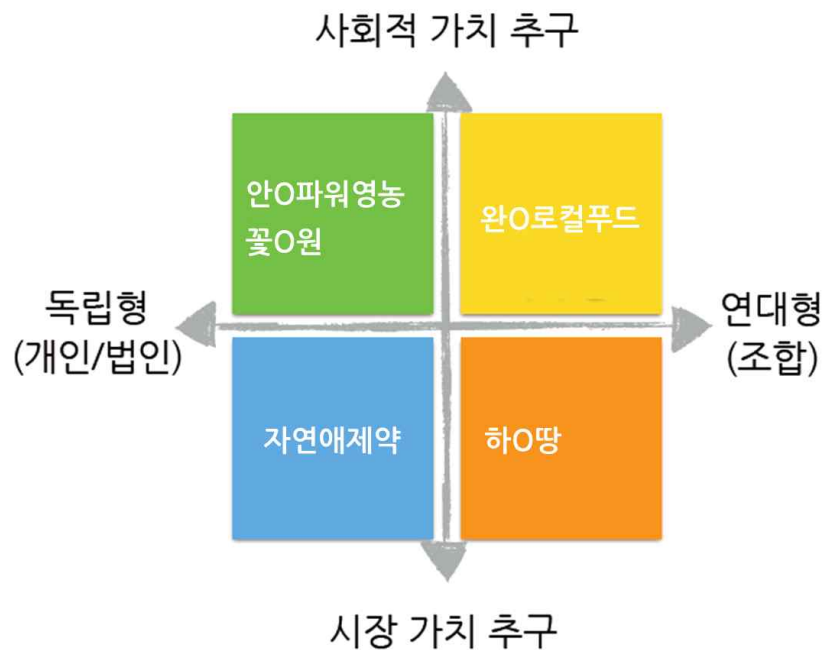 사회적 가치 추구
안O파워영농
꽃O원
완O로컬푸드
독립형
(개인/법인)
연대형
(조합)
자연애제약
하O땅
시장 가치 추구